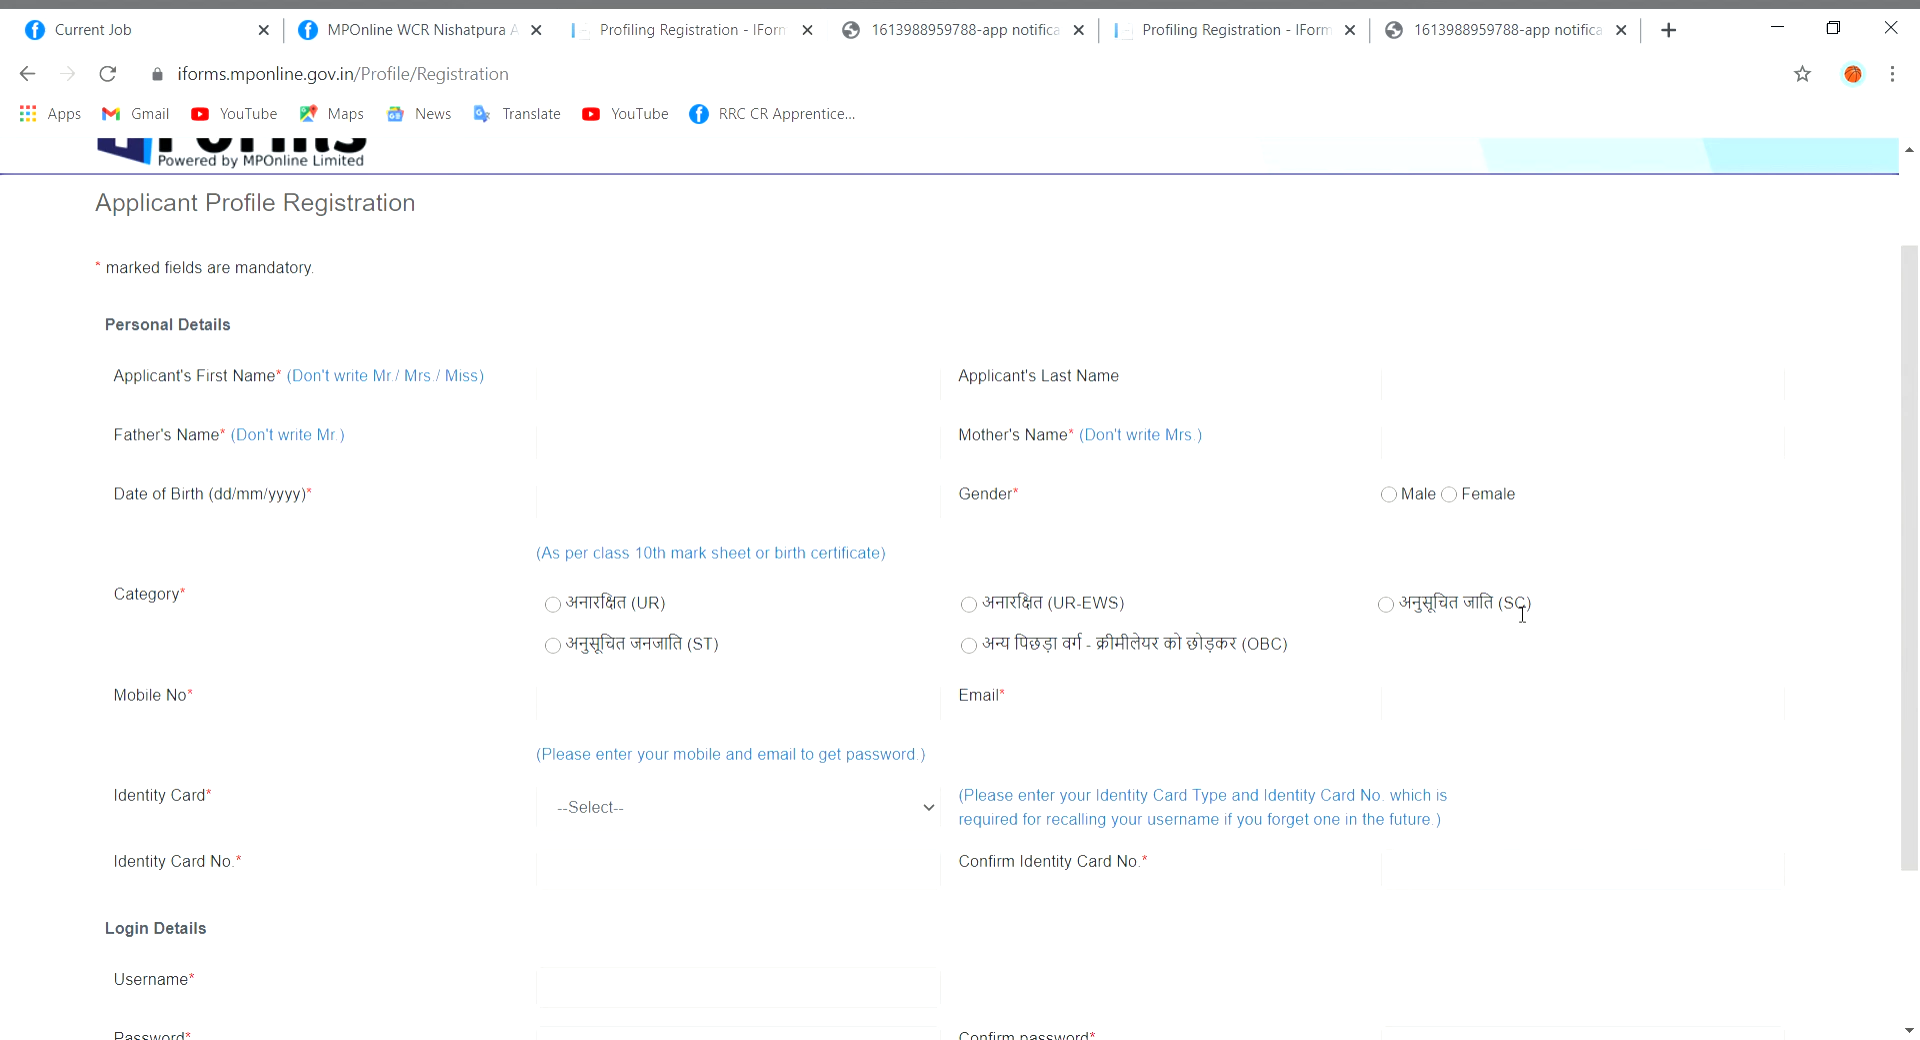 Current Job
MPOnline WCR Nishatpura A
Profiling Registration - IForm
1613988959788-app notifica
Profiling Registration - IForm
1613988959788-app notifica
iforms.mponline.gov.in/Profile/Registration
Apps Gmail YouTube Maps News Translate YouTube RRC CR Apprentice...
Powered by MPOnline Limited
Applicant Profile Registration
* marked fields are mandatory.
Personal Details
Applicant's First Name* (Don't write Mr./ Mrs./ Miss) Applicant's Last Name
Father's Name* (Don't write Mr.) Mother's Name* (Don't write Mrs.)
Date of Birth (dd/mm/yyyy)* Gender* Male Female
(As per class 10th mark sheet or birth certificate)
Category* अनारक्षित (UR) अनारक्षित (UR-EWS) अनुसूचित जाति (SC)
अनुसूचित जनजाति (ST) अन्य पिछड़ा वर्ग - क्रीमीलेयर को छोड़कर (OBC)
Mobile No* Email*
(Please enter your mobile and email to get password.)
Identity Card* --Select-- (Please enter your Identity Card Type and Identity Card No. which is
required for recalling your username if you forget one in the future.)
Identity Card No.* Confirm Identity Card No.*
Login Details
Username*
Password* Confirm password*